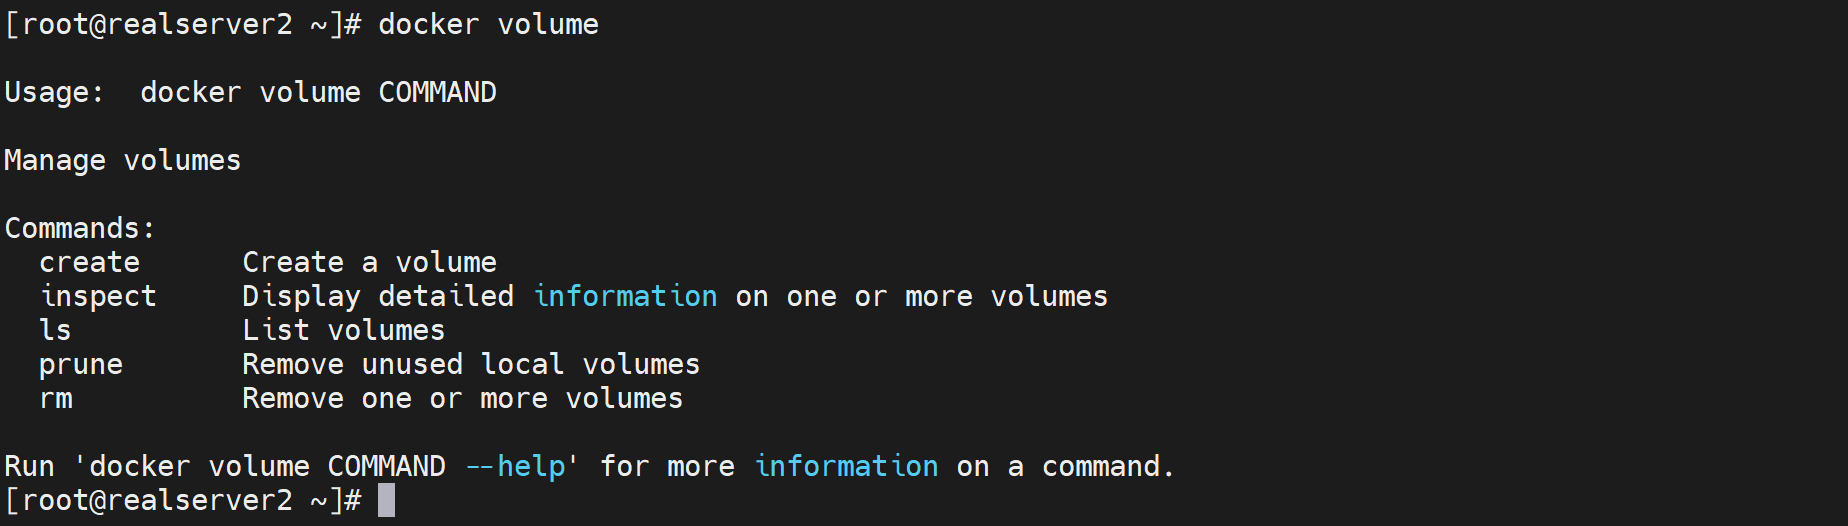 [root@realserver2 ~]# docker volume
Usage:  docker volume COMMAND
Manage volumes
Commands:
  create      Create a volume
  inspect     Display detailed information on one or more volumes
  ls          List volumes
  prune       Remove unused local volumes
  rm          Remove one or more volumes
Run 'docker volume COMMAND --help' for more information on a command.
[root@realserver2 ~]#